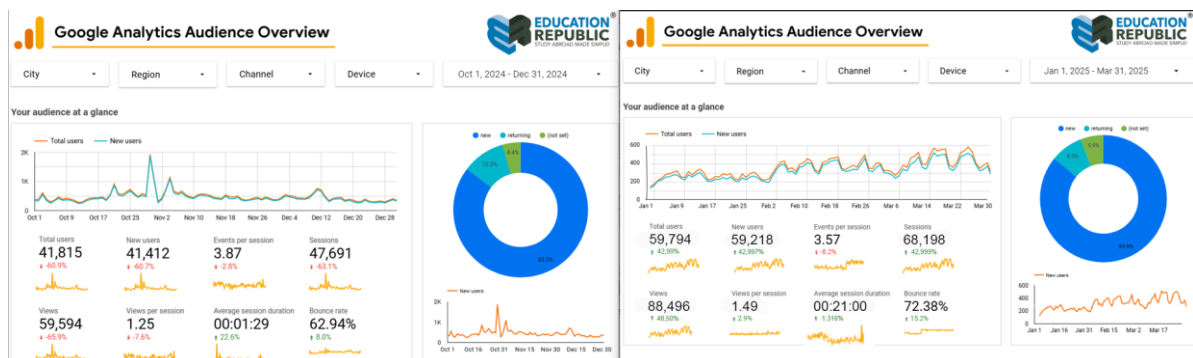 Google Analytics Audience Overview
EDUCATION
REPUBLIC®
STUDY ABROAD MADE SIMPLE!
City Region Channel Device Oct 1, 2024 - Dec 31, 2024
Your audience at a glance
Total users New users
2K
1K
0
Oct 1 Oct 9 Oct 17 Oct 25 Nov 2 Nov 10 Nov 18 Nov 26 Dec 4 Dec 12 Dec 20 Dec 28
Total users New users Events per session Sessions
41,815 41,412 3.87 47,691
-60.9% -60.7% -2.8% -63.1%
Views Views per session Average session duration Bounce rate
59,594 1.25 00:01:29 62.94%
-65.9% -7.6% 22.6% 8.0%
new returning (not set)
4.4%
10.3%
85.3%
New users
2K
1K
0
Oct 1 Oct 16 Oct 31 Nov 15 Nov 30 Dec 15 Dec 30
Google Analytics Audience Overview
EDUCATION
REPUBLIC®
STUDY ABROAD MADE SIMPLE!
City Region Channel Device Jan 1, 2025 - Mar 31, 2025
Your audience at a glance
Total users New users
600
400
200
0
Jan 1 Jan 9 Jan 17 Jan 25 Feb 2 Feb 10 Feb 18 Feb 26 Mar 6 Mar 14 Mar 22 Mar 30
Total users New users Events per session Sessions
59,794 59,218 3.57 68,198
42,99% 42,997% -8.2% 42,999%
Views Views per session Average session duration Bounce rate
88,496 1.49 00:21:00 72.38%
48,50% 2.9% 1,316% 15.2%
new returning (not set)
5.9%
New users
600
400
200
0
Jan 1 Jan 16 Jan 31 Feb 15 Mar 2 Mar 17